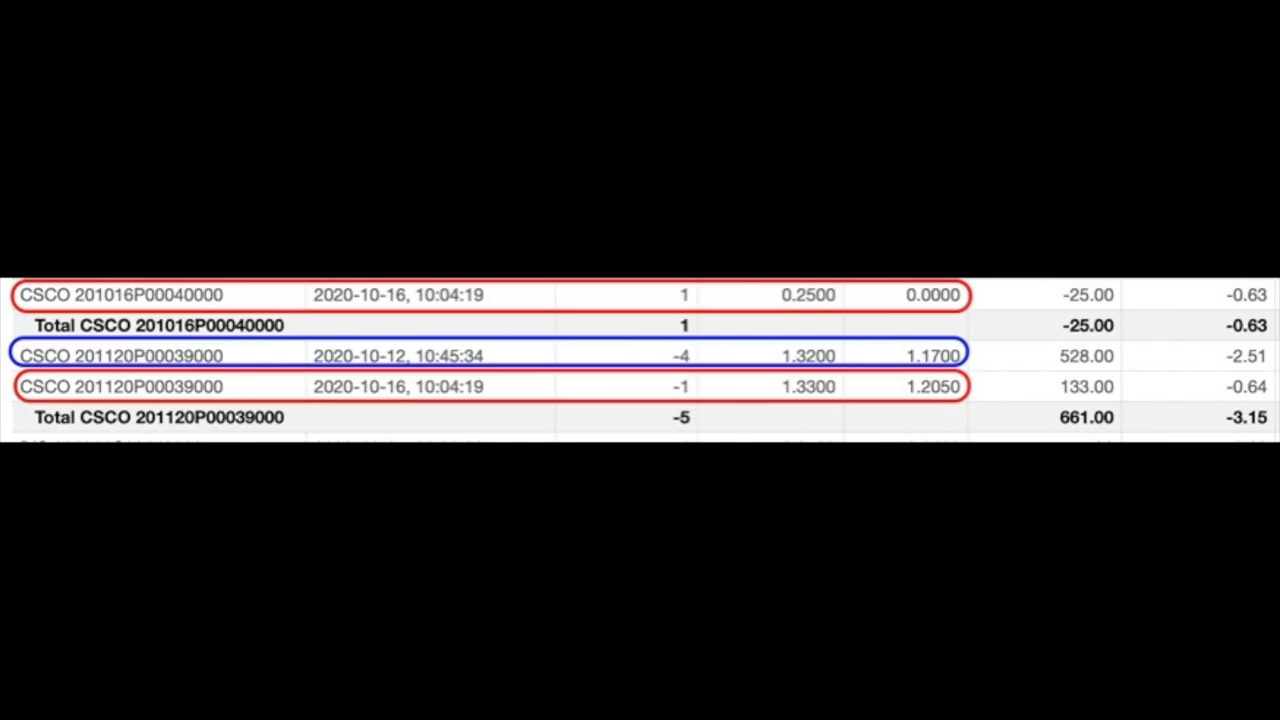 CSCO 201016P00040000 2020-10-16, 10:04:19 1 0.2500 0.0000 -25.00 -0.63
Total CSCO 201016P00040000 1 -25.00 -0.63
CSCO 201120P00039000 2020-10-12, 10:45:34 -4 1.3200 1.1700 528.00 -2.51
CSCO 201120P00039000 2020-10-16, 10:04:19 -1 1.3300 1.2050 133.00 -0.64
Total CSCO 201120P00039000 -5 661.00 -3.15